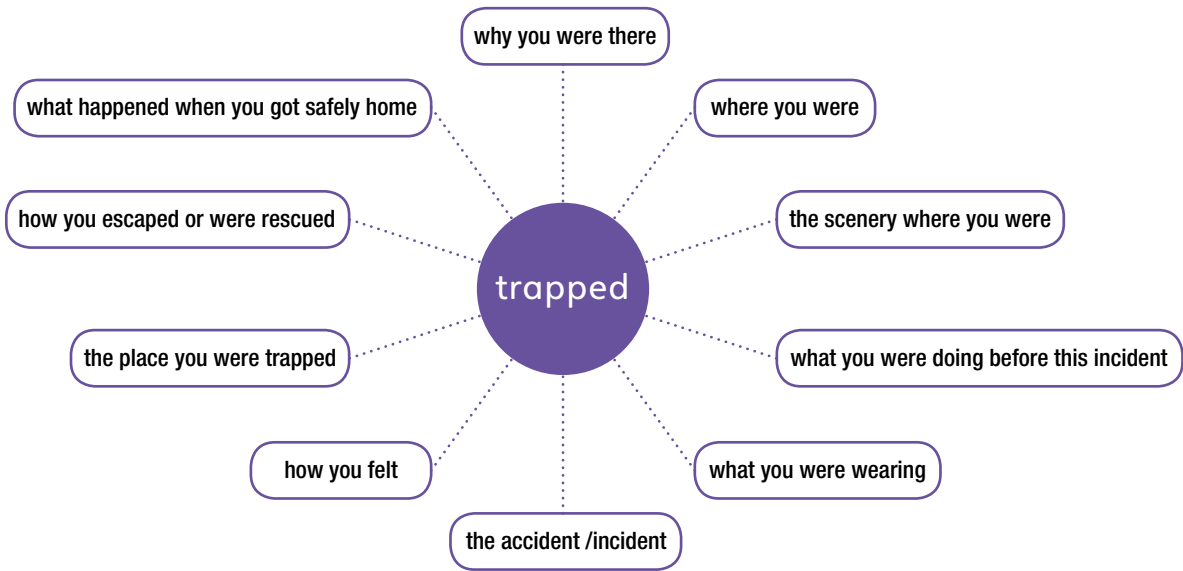 why you were there
what happened when you got safely home
where you were
how you escaped or were rescued
the scenery where you were
trapped
the place you were trapped
what you were doing before this incident
how you felt
what you were wearing
the accident /incident